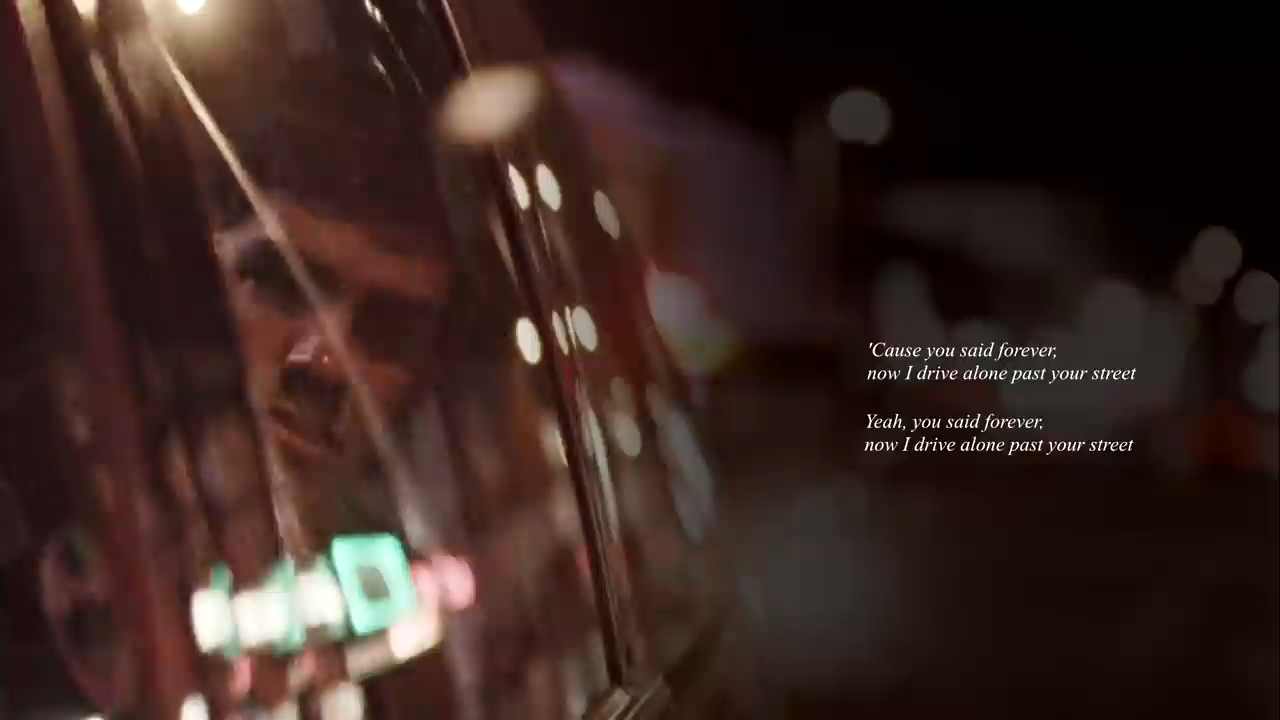 'Cause you said forever,
now I drive alone past your street
Yeah, you said forever,
now I drive alone past your street